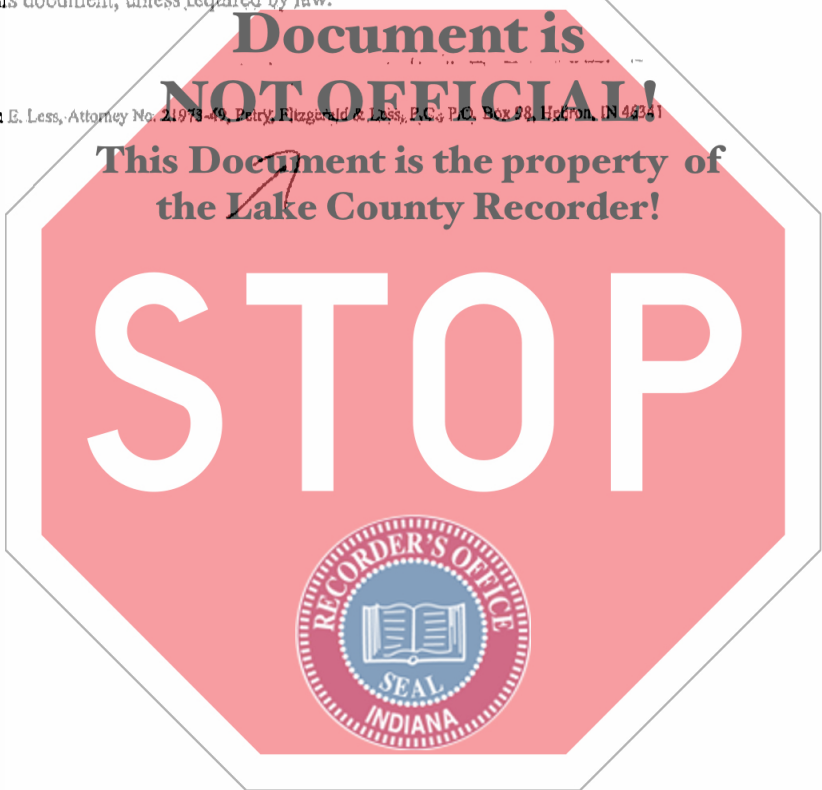 is document, unless required by law.
Document is
NOT OFFICIAL!
E. Less, Attorney No. 21973-49, Petry, Fitzgerald & Less, P.C., P.O. Box 98, Hebron, IN 46341
This Document is the property of
the Lake County Recorder!
STOP
RECORDER'S OFFICE
SEAL
INDIANA